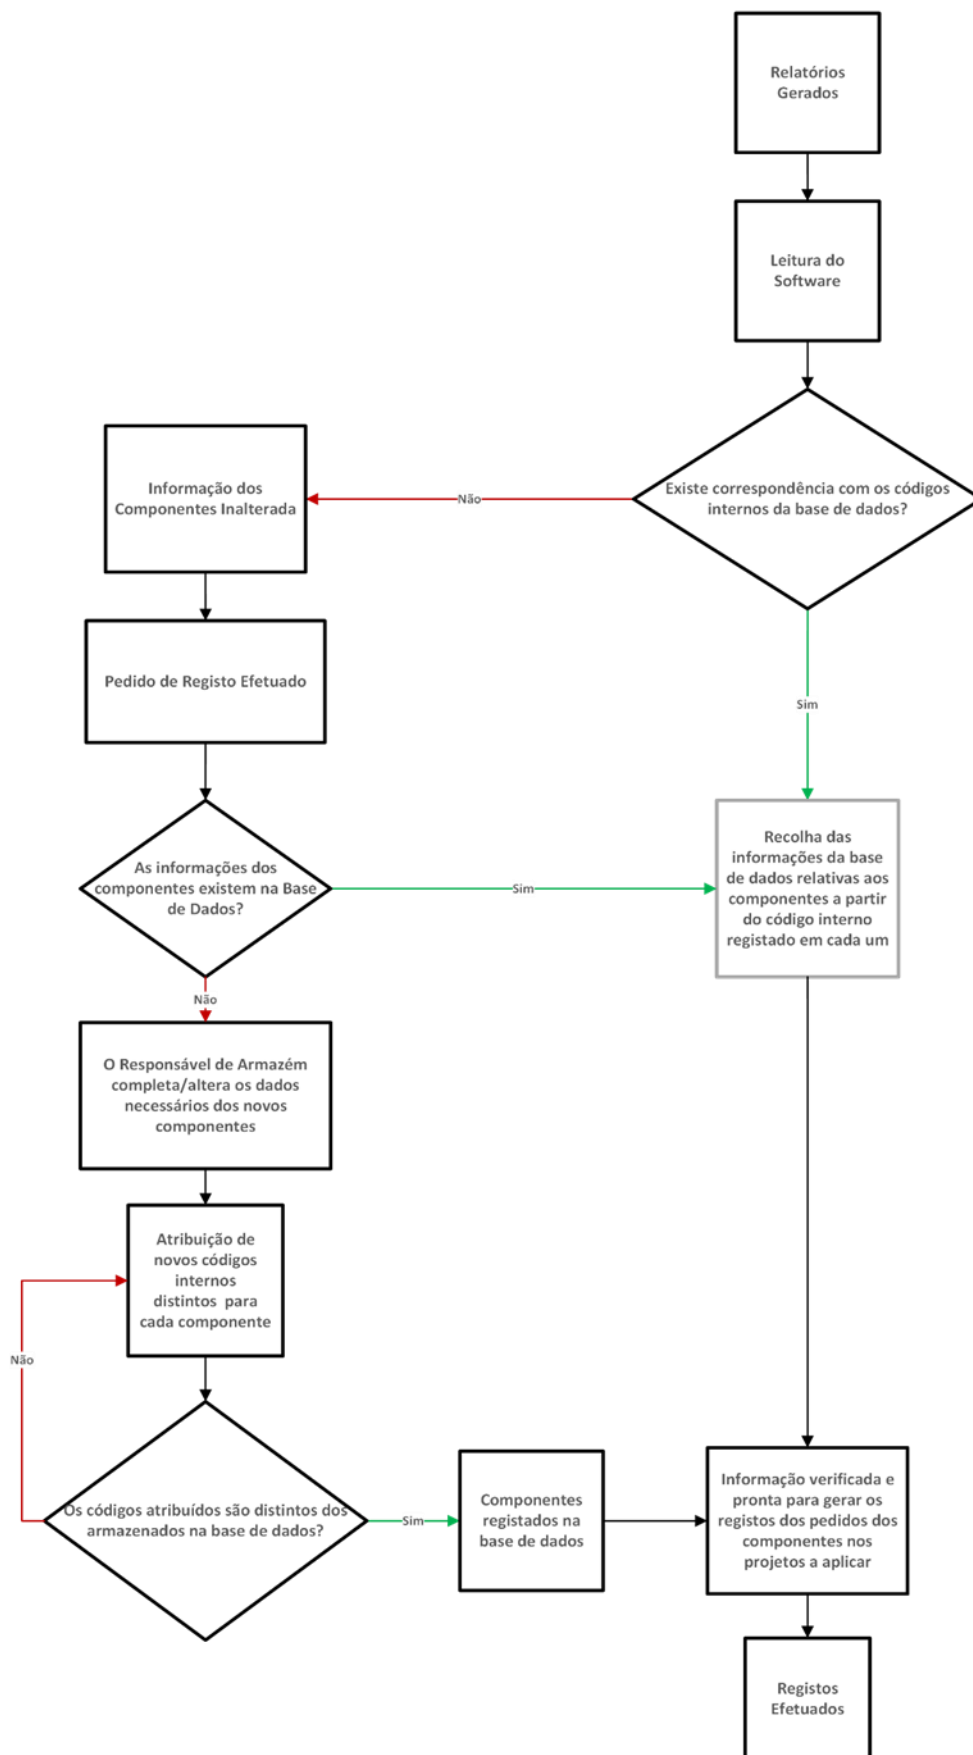 Relatórios
Gerados
Leitura do
Software
Existe correspondência com os códigos
internos da base de dados?
Não
Informação dos
Componentes Inalterada
Pedido de Registo Efetuado
Sim
As informações dos
componentes existem na Base
de Dados?
Sim
Recolha das
informações da base
de dados relativas aos
componentes a partir
do código interno
registado em cada um
Não
O Responsável de Armazém
completa/altera os dados
necessários dos novos
componentes
Atribuição de
novos códigos
internos
distintos para
cada componente
Não
Os códigos atribuídos são distintos dos
armazenados na base de dados?
Sim
Componentes
registados na
base de dados
Informação verificada e
pronta para gerar os
registos dos pedidos dos
componentes nos
projetos a aplicar
Registos
Efetuados